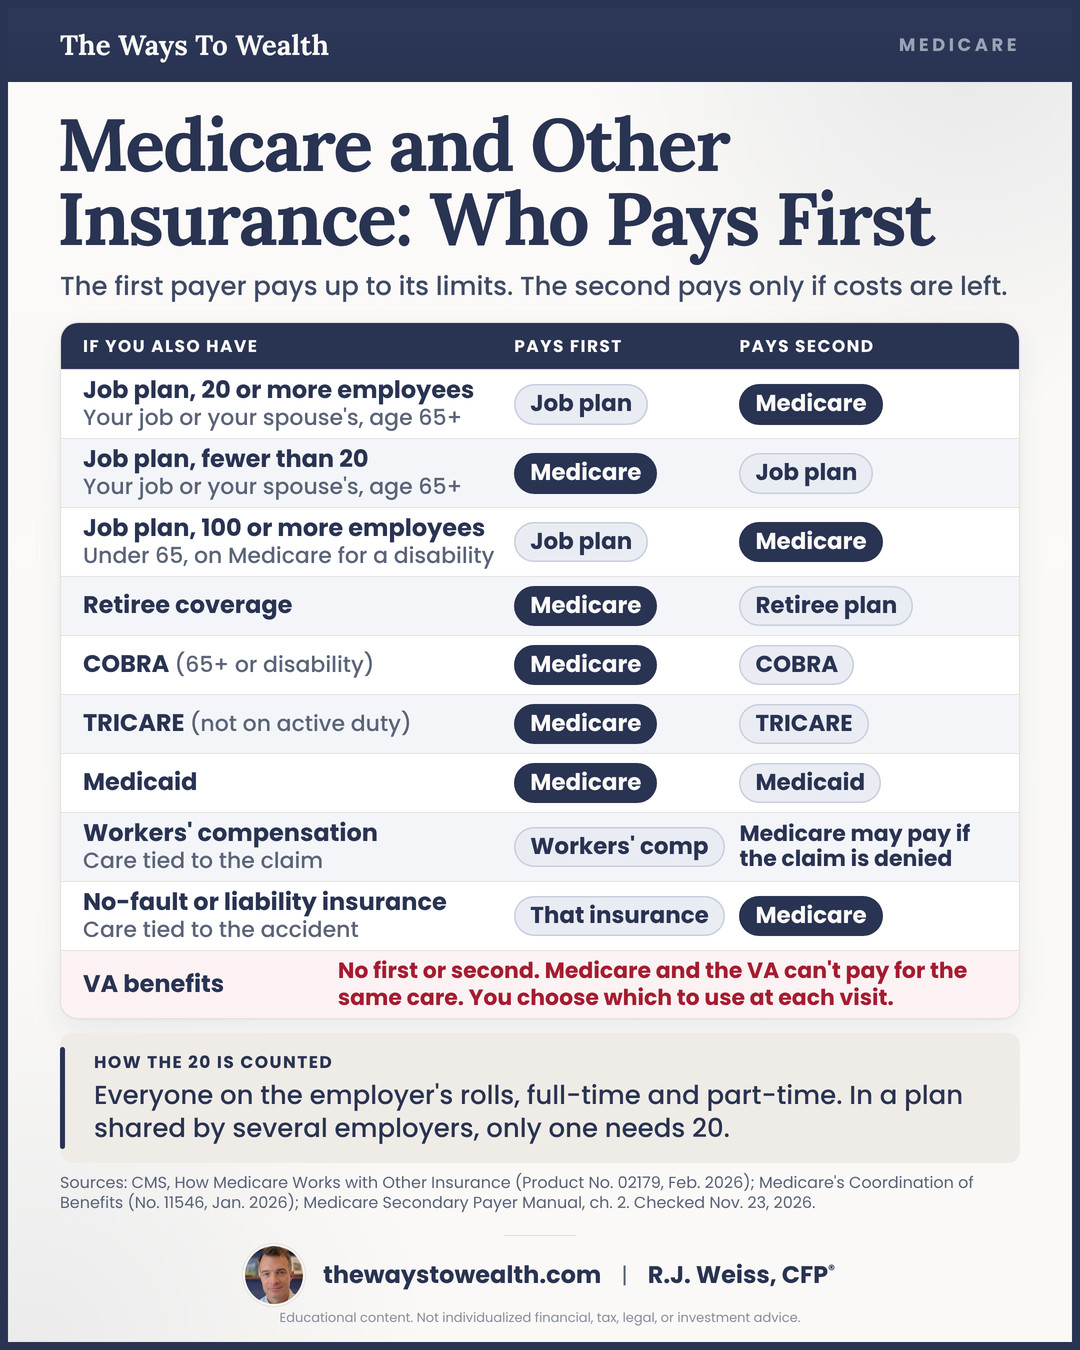 The Ways To Wealth
MEDICARE
Medicare and Other
Insurance: Who Pays First
The first payer pays up to its limits. The second pays only if costs are left.
IF YOU ALSO HAVE PAYS FIRST PAYS SECOND
Job plan, 20 or more employees
Your job or your spouse's, age 65+
Job plan
Medicare
Job plan, fewer than 20
Your job or your spouse's, age 65+
Medicare
Job plan
Job plan, 100 or more employees
Under 65, on Medicare for a disability
Job plan
Medicare
Retiree coverage
Medicare
Retiree plan
COBRA (65+ or disability)
Medicare
COBRA
TRICARE (not on active duty)
Medicare
TRICARE
Medicaid
Medicare
Medicaid
Workers' compensation
Care tied to the claim
Workers' comp
Medicare may pay if
the claim is denied
No-fault or liability insurance
Care tied to the accident
That insurance
Medicare
VA benefits
No first or second. Medicare and the VA can't pay for the
same care. You choose which to use at each visit.
HOW THE 20 IS COUNTED
Everyone on the employer's rolls, full-time and part-time. In a plan
shared by several employers, only one needs 20.
Sources: CMS, How Medicare Works with Other Insurance (Product No. 02179, Feb. 2026); Medicare's Coordination of
Benefits (No. 11546, Jan. 2026); Medicare Secondary Payer Manual, ch. 2. Checked Nov. 23, 2026.
thewaystowealth.com | R.J. Weiss, CFP®
Educational content. Not individualized financial, tax, legal, or investment advice.